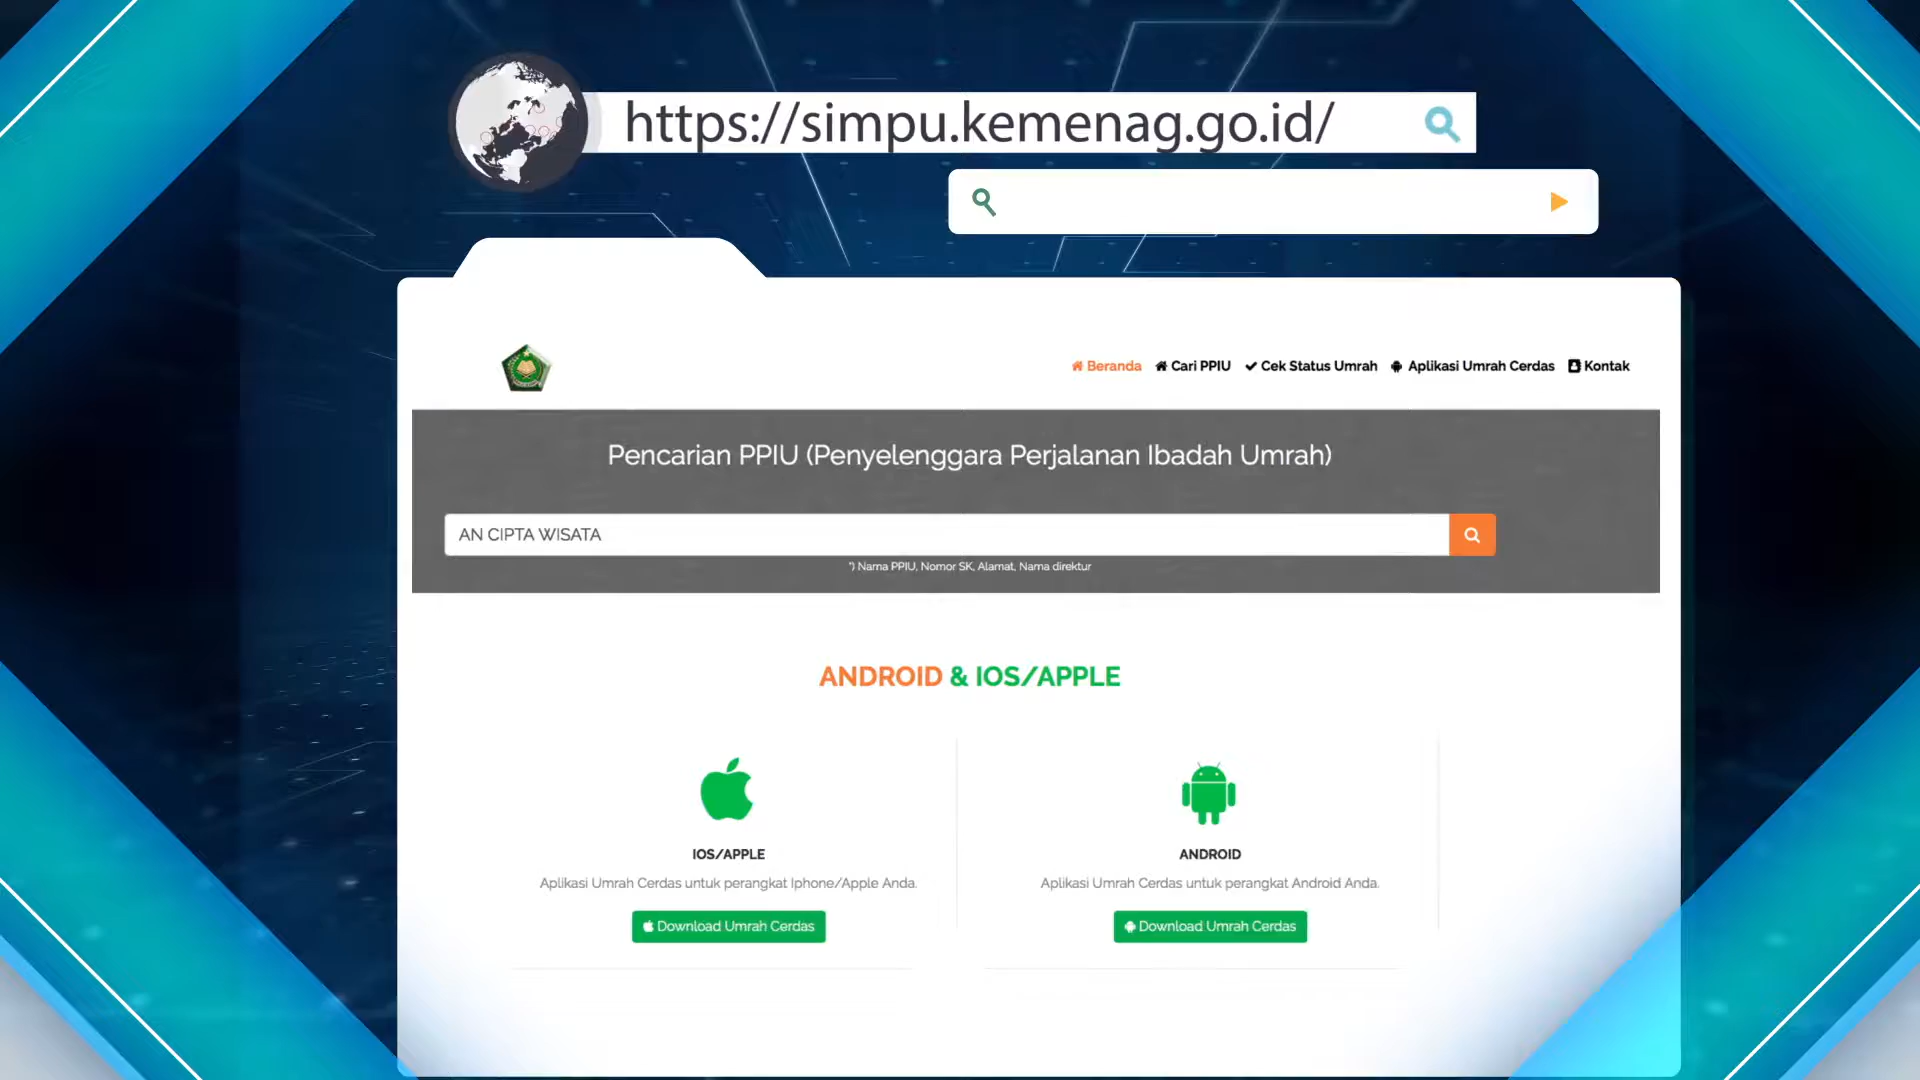 https://simpu.kemenag.go.id/
Beranda Cari PPIU Cek Status Umrah Aplikasi Umrah Cerdas Kontak
Pencarian PPIU (Penyelenggara Perjalanan Ibadah Umrah)
AN CIPTA WISATA
*) Nama PPIU, Nomor SK, Alamat, Nama direktur
ANDROID & IOS/APPLE
IOS/APPLE
Aplikasi Umrah Cerdas untuk perangkat Iphone/Apple Anda.
Download Umrah Cerdas
ANDROID
Aplikasi Umrah Cerdas untuk perangkat Android Anda.
Download Umrah Cerdas